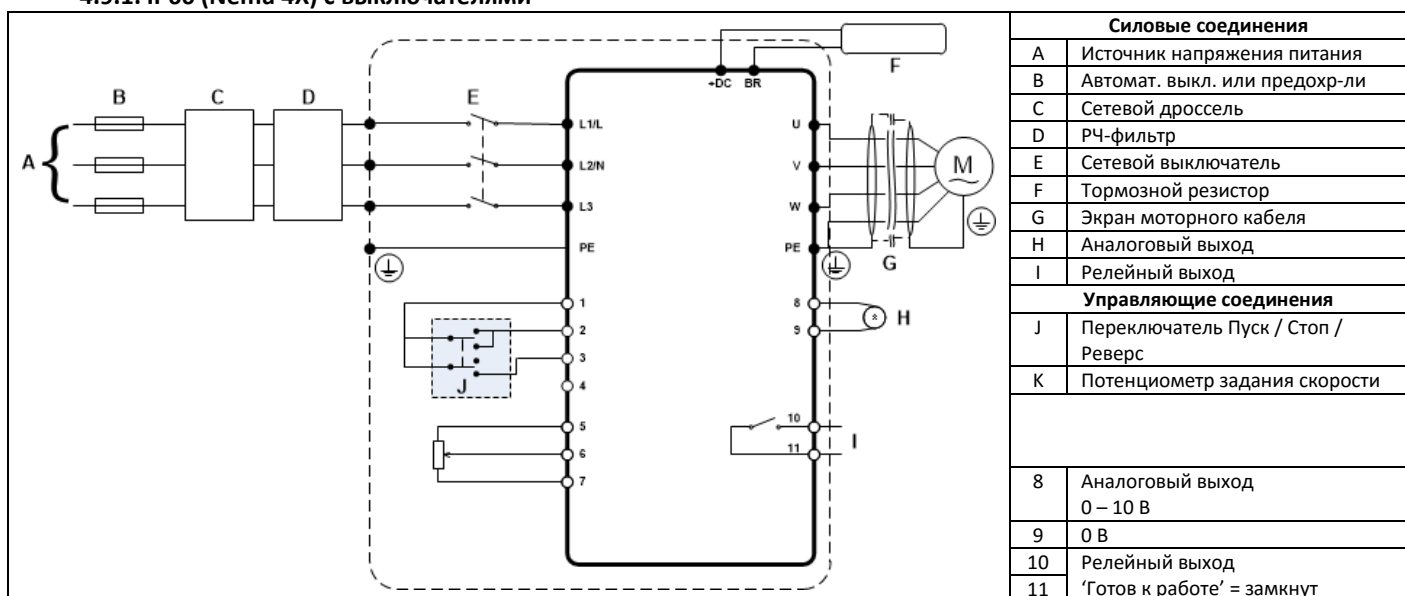 4.9.1. IP66 (Nema 4X) с выключателями
Силовые соединения
A Источник напряжения питания
B Автомат. выкл. или предохр-ли
C Сетевой дроссель
D РЧ-фильтр
E Сетевой выключатель
F Тормозной резистор
G Экран моторного кабеля
H Аналоговый выход
I Релейный выход
Управляющие соединения
J Переключатель Пуск / Стоп /
Реверс
K Потенциометр задания скорости
8 Аналоговый выход
0 – 10 В
9 0 В
10 Релейный выход
11 ‘Готов к работе’ = замкнут
F
+DC BR
B C D E
A
L1/L
L2/N
L3
PE
U
V
W
PE
M
G
1
2
3
4
J
5
6
7
8
9
H
10
11
I